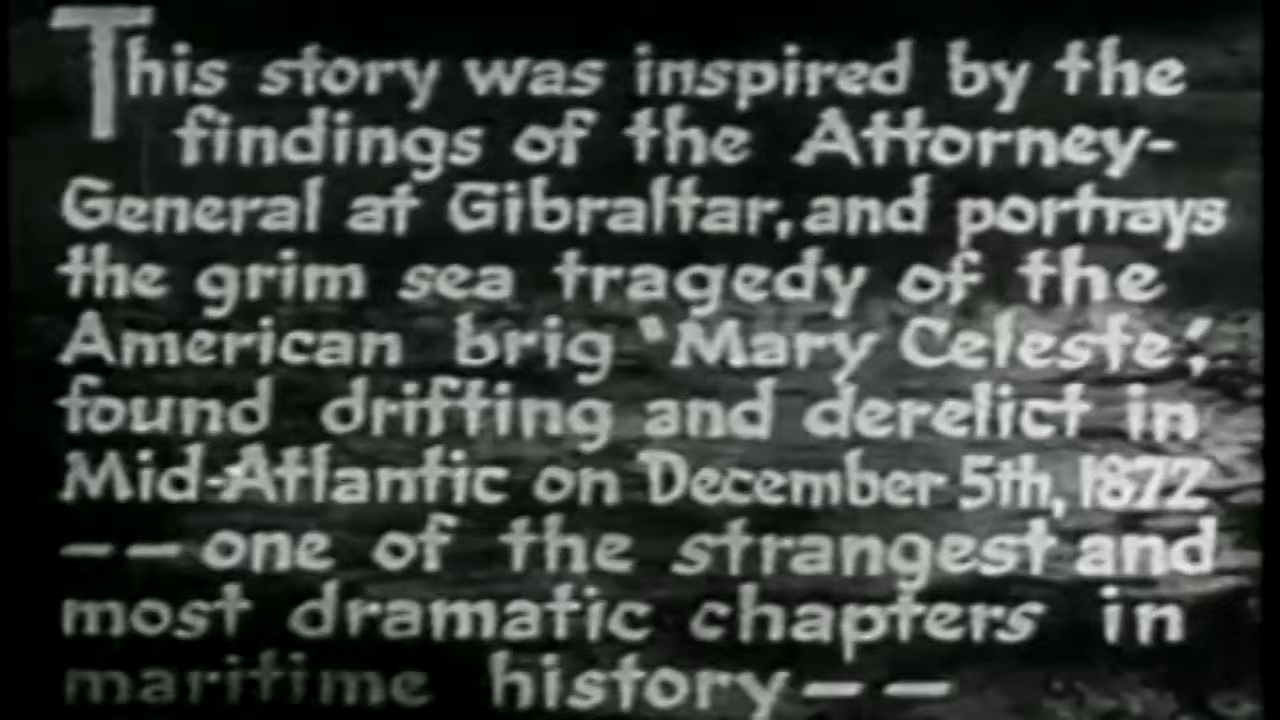 This story was inspired by the
findings of the Attorney-
General at Gibraltar, and portrays
the grim sea tragedy of the
American brig "Mary Celeste",
found drifting and derelict in
Mid-Atlantic on December 5th, 1872
-- one of the strangest and
most dramatic chapters in
maritime history --